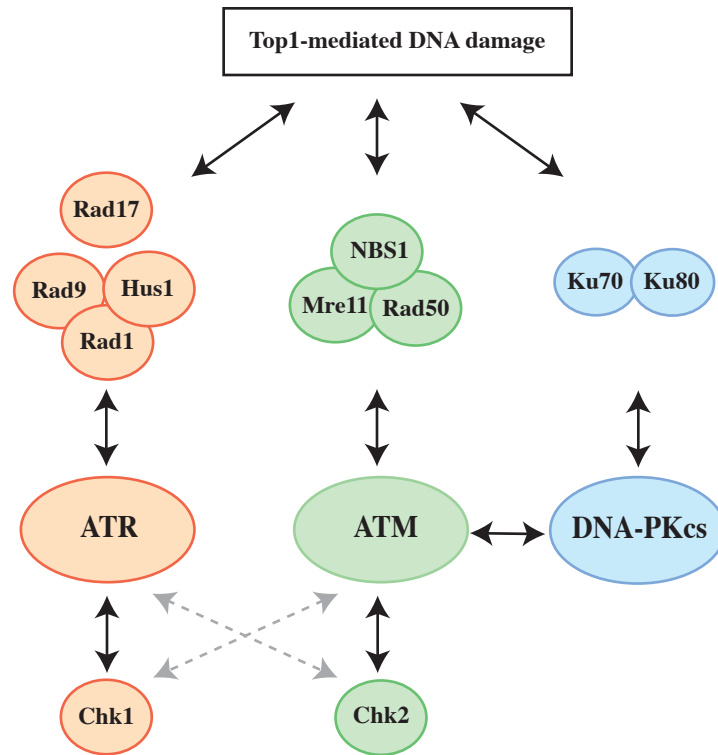 Top1-mediated DNA damage
Rad17
NBS1
Rad9
Hus1
Ku70
Ku80
Mre11
Rad50
Rad1
ATR
ATM
DNA-PKcs
Chk1
Chk2